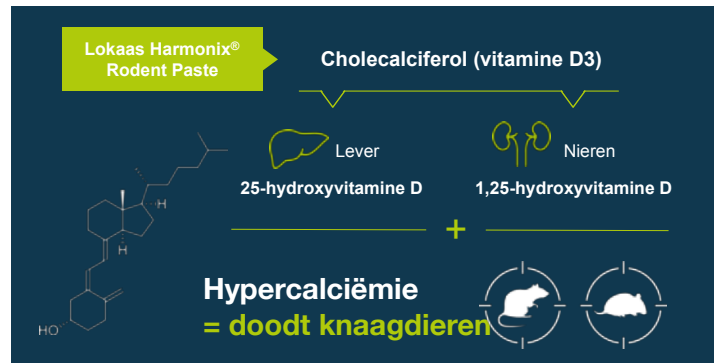 Lokaas Harmonix®
Rodent Paste
Cholecalciferol (vitamine D3)
Lever
25-hydroxyvitamine D
Nieren
1,25-hydroxyvitamine D
+
H
H
HO
Hypercalciëmie
= doodt knaagdieren